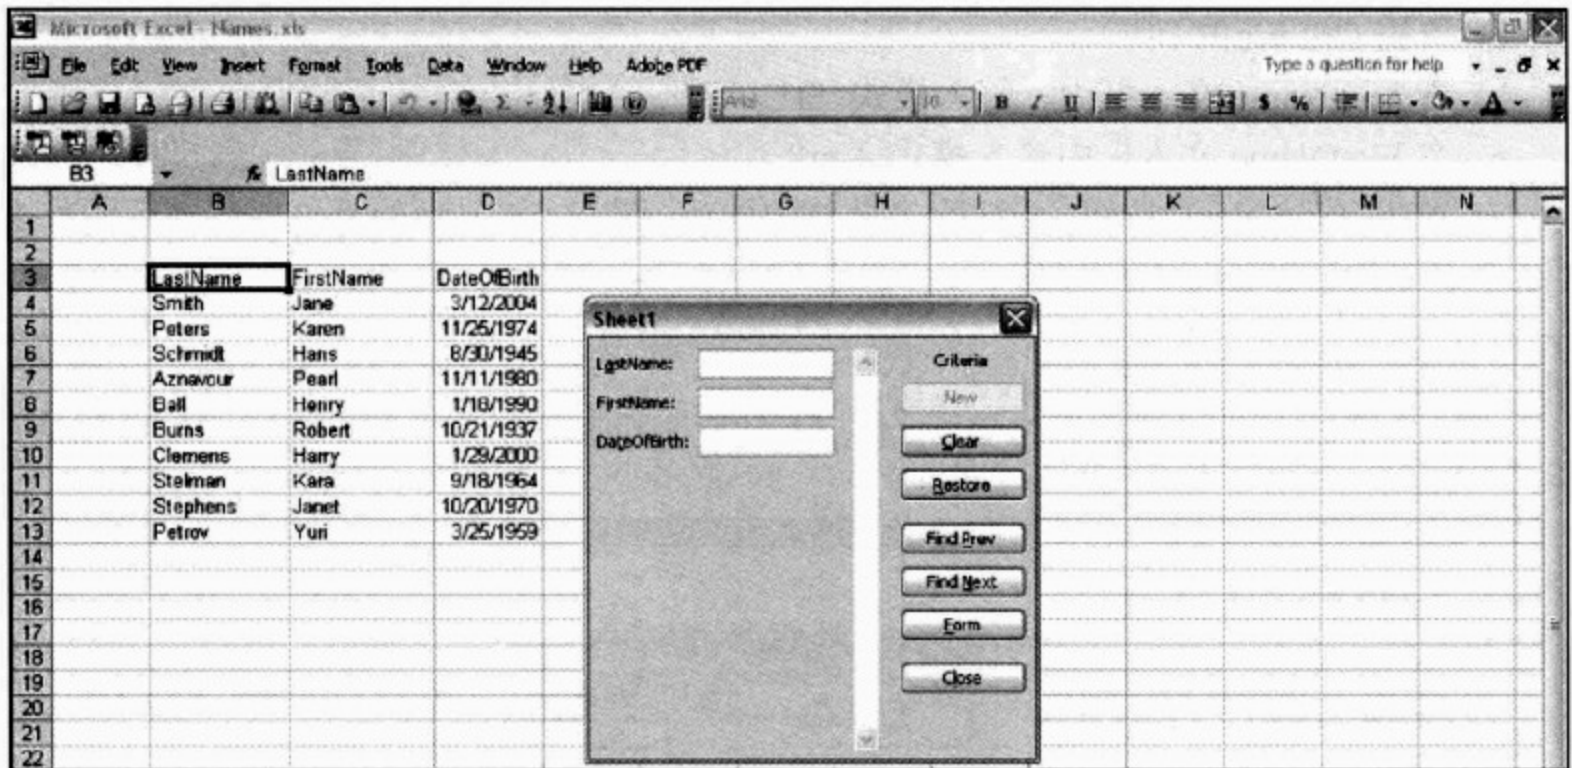 Microsoft Excel - Names.xls
File Edit View Insert Format Tools Data Window Help Adobe PDF Type a question for help
Arial 10 B I U $ %
B3 fx LastName
A B C D E F G H I J K L M N
1
2
3 LastName FirstName DateOfBirth
4 Smith Jane 3/12/2004
5 Peters Karen 11/25/1974
6 Schmidt Hans 8/30/1945
7 Aznavour Pearl 11/11/1980
8 Ball Henry 1/18/1990
9 Burns Robert 10/21/1937
10 Clemens Harry 1/29/2000
11 Stelman Kara 9/18/1964
12 Stephens Janet 10/20/1970
13 Petrov Yuri 3/25/1959
14
15
16
17
18
19
20
21
22
Sheet1
LastName:
FirstName:
DateOfBirth:
Criteria
New
Clear
Restore
Find Prev
Find Next
Form
Close